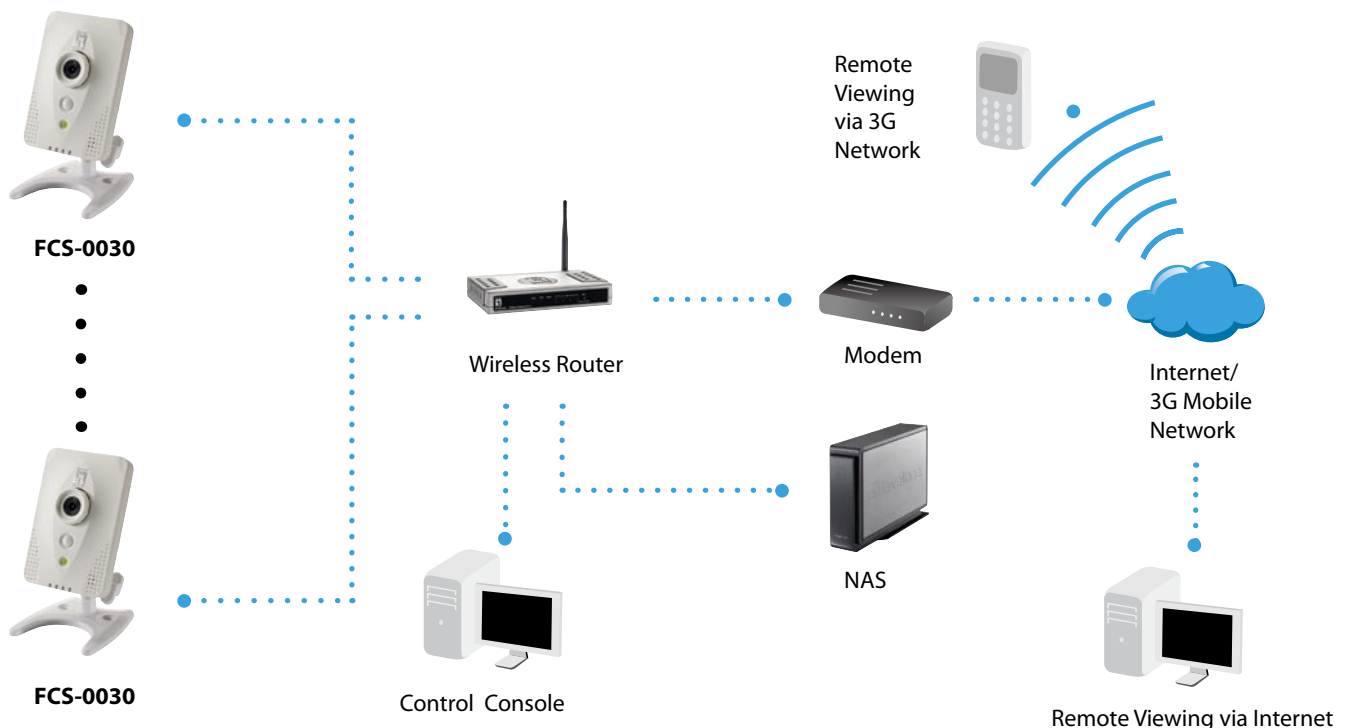 Remote
Viewing
via 3G
Network
FCS-0030
Wireless Router
Modem
Internet/
3G Mobile
Network
NAS
FCS-0030
Control Console
Remote Viewing via Internet